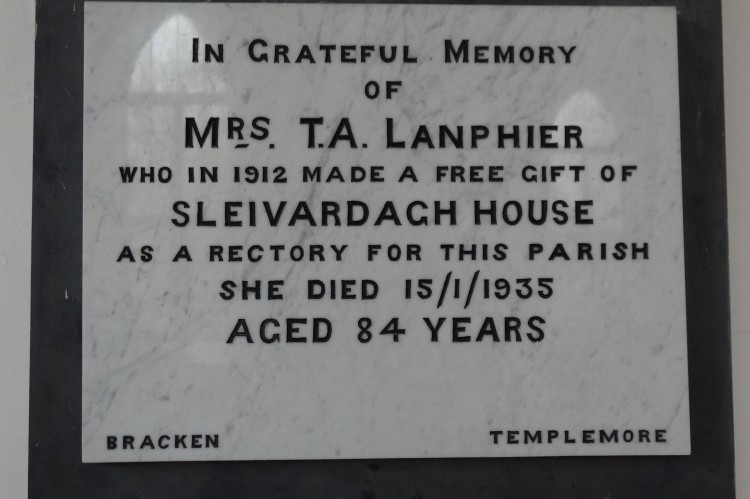 In Grateful Memory
OF
Mrs. T.A. Lanphier
WHO IN 1912 MADE A FREE GIFT OF
SLEIVARDAGH HOUSE
AS A RECTORY FOR THIS PARISH
SHE DIED 15/1/1935
AGED 84 YEARS
BRACKEN TEMPLEMORE